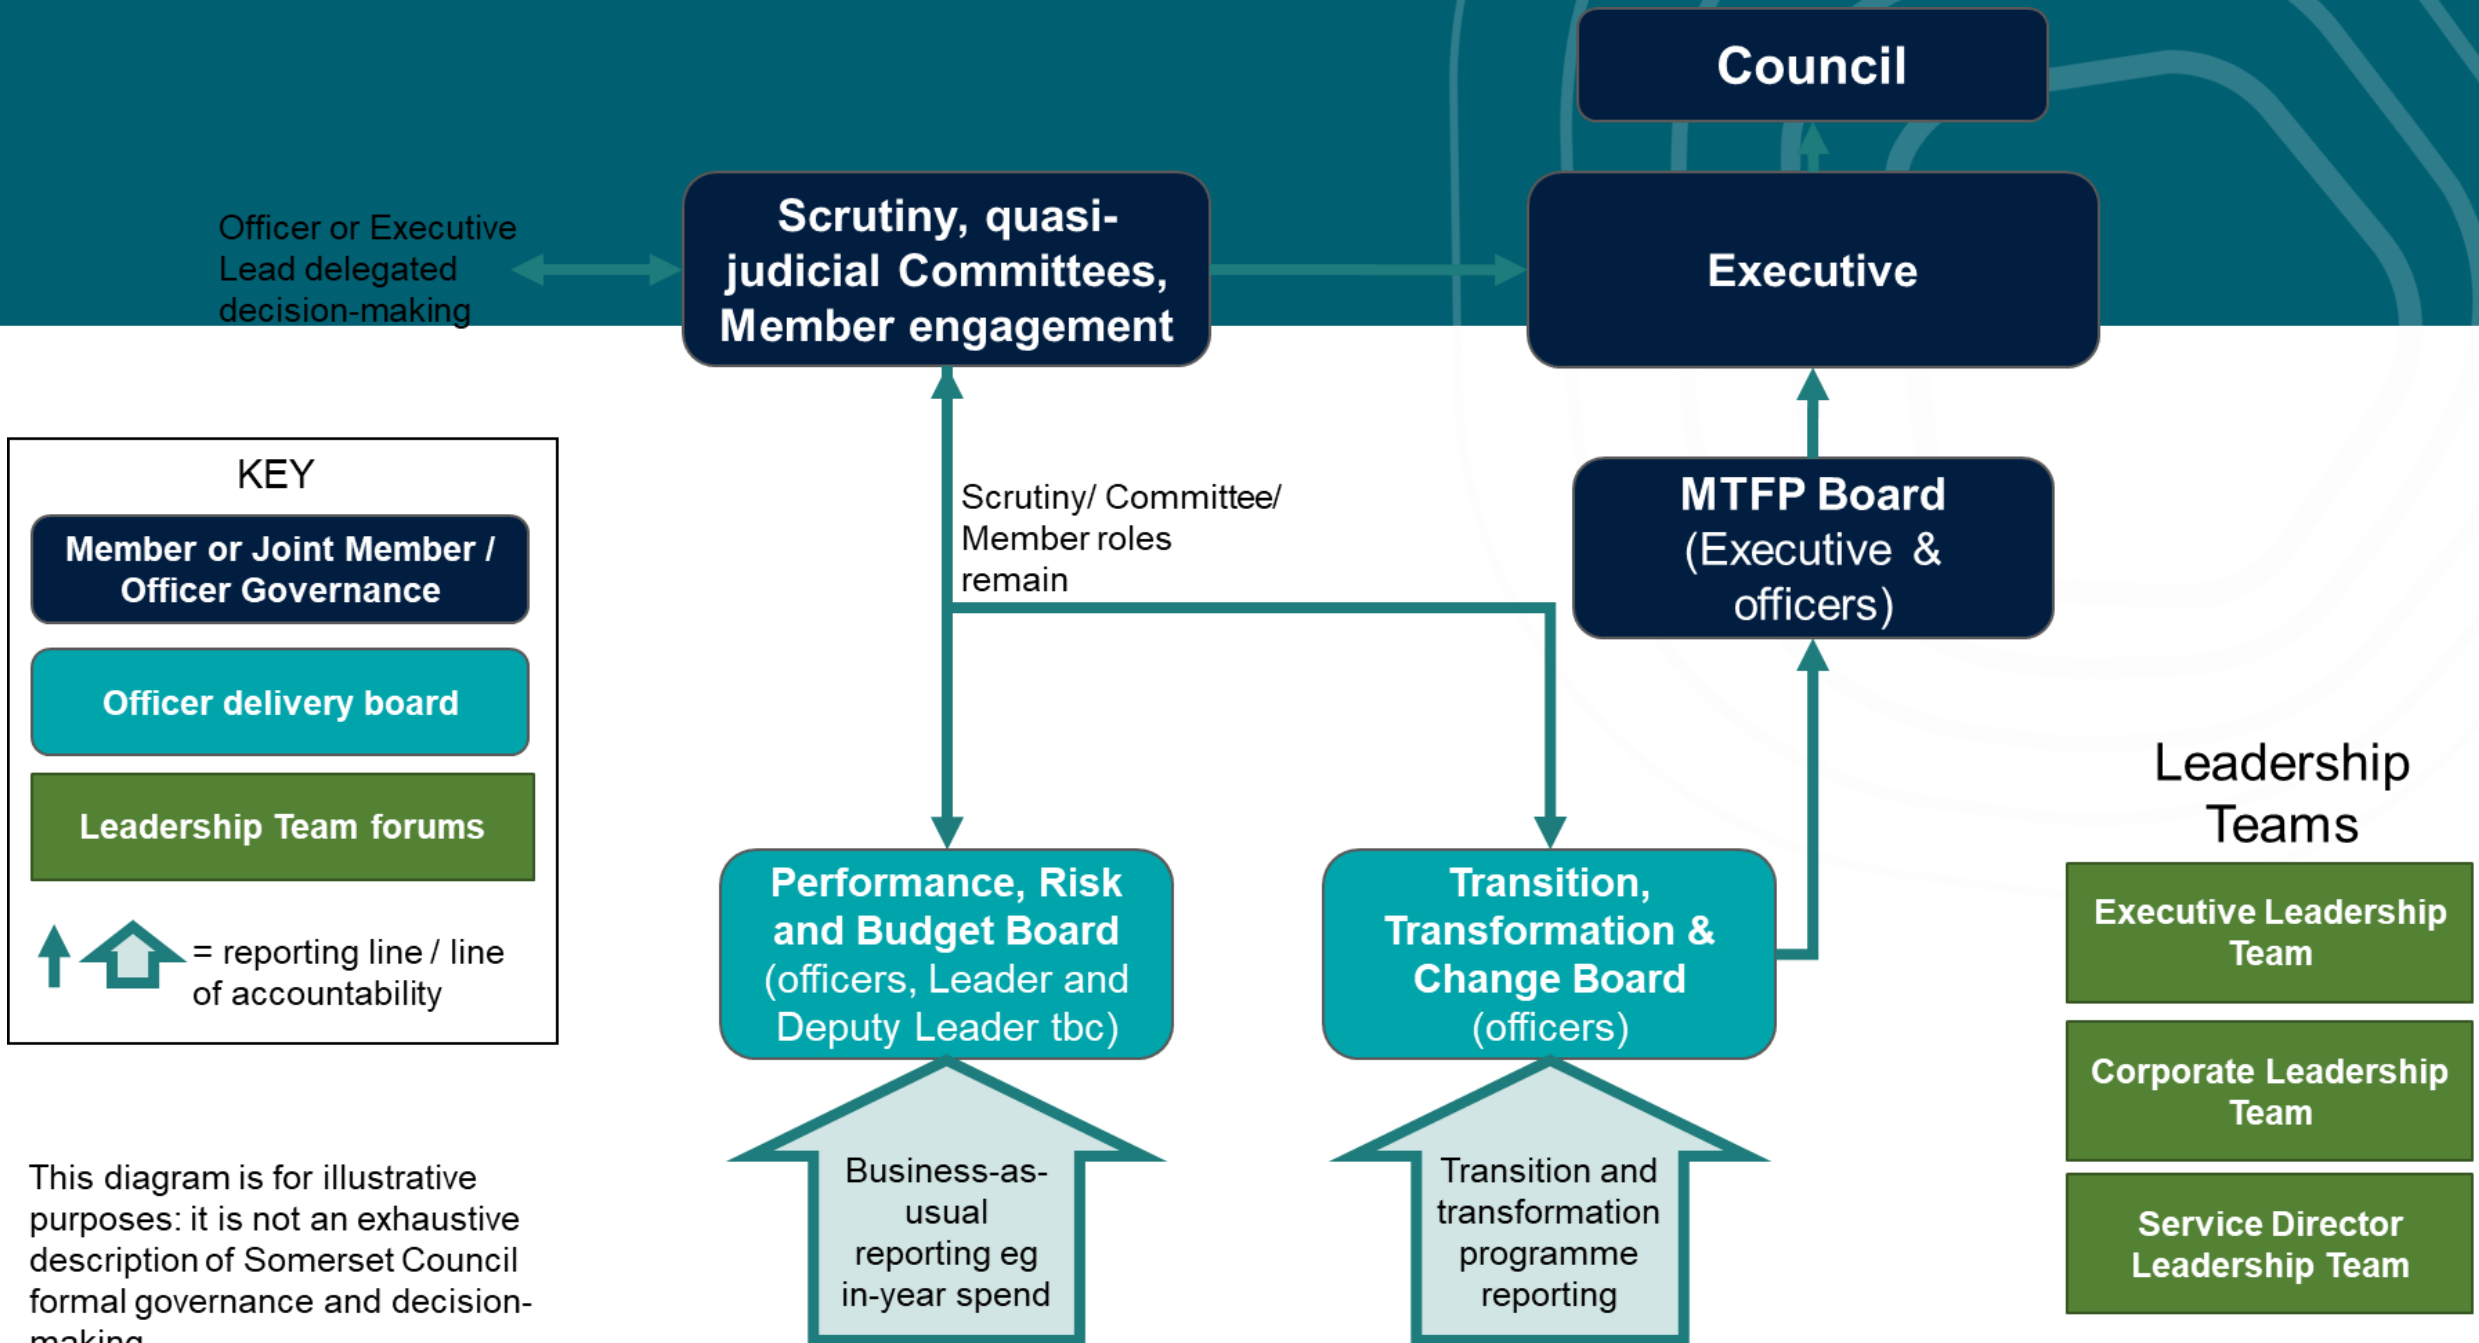 Council
Officer or Executive
Lead delegated
decision-making
Scrutiny, quasi-
judicial Committees,
Member engagement
Executive
KEY
Member or Joint Member /
Officer Governance
Officer delivery board
Leadership Team forums
= reporting line / line
of accountability
Scrutiny/ Committee/
Member roles
remain
MTFP Board
(Executive &
officers)
Performance, Risk
and Budget Board
(officers, Leader and
Deputy Leader tbc)
Transition,
Transformation &
Change Board
(officers)
Leadership
Teams
Executive Leadership
Team
Corporate Leadership
Team
Service Director
Leadership Team
Business-as-
usual
reporting eg
in-year spend
Transition and
transformation
programme
reporting
This diagram is for illustrative
purposes: it is not an exhaustive
description of Somerset Council
formal governance and decision-
making